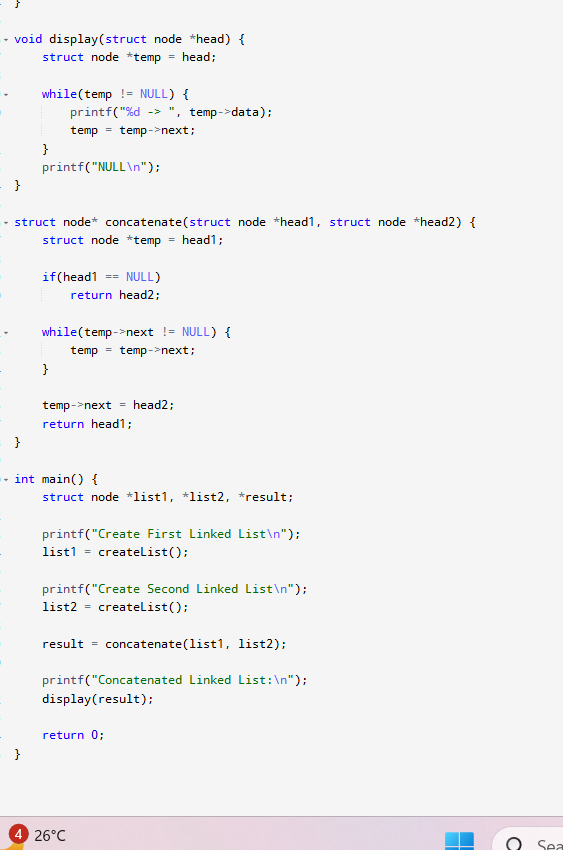 }
void display(struct node *head) {
struct node *temp = head;
while(temp != NULL) {
printf("%d -> ", temp->data);
temp = temp->next;
}
printf("NULL\n");
}
struct node* concatenate(struct node *head1, struct node *head2) {
struct node *temp = head1;
if(head1 == NULL)
return head2;
while(temp->next != NULL) {
temp = temp->next;
}
temp->next = head2;
return head1;
}
int main() {
struct node *list1, *list2, *result;
printf("Create First Linked List\n");
list1 = createList();
printf("Create Second Linked List\n");
list2 = createList();
result = concatenate(list1, list2);
printf("Concatenated Linked List:\n");
display(result);
return 0;
}
4 26°C